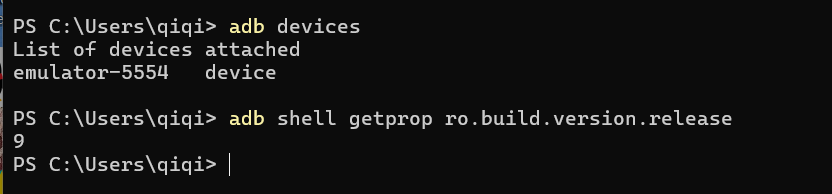 PS C:\Users\qiqi> adb devices
List of devices attached
emulator-5554   device
PS C:\Users\qiqi> adb shell getprop ro.build.version.release
9
PS C:\Users\qiqi>